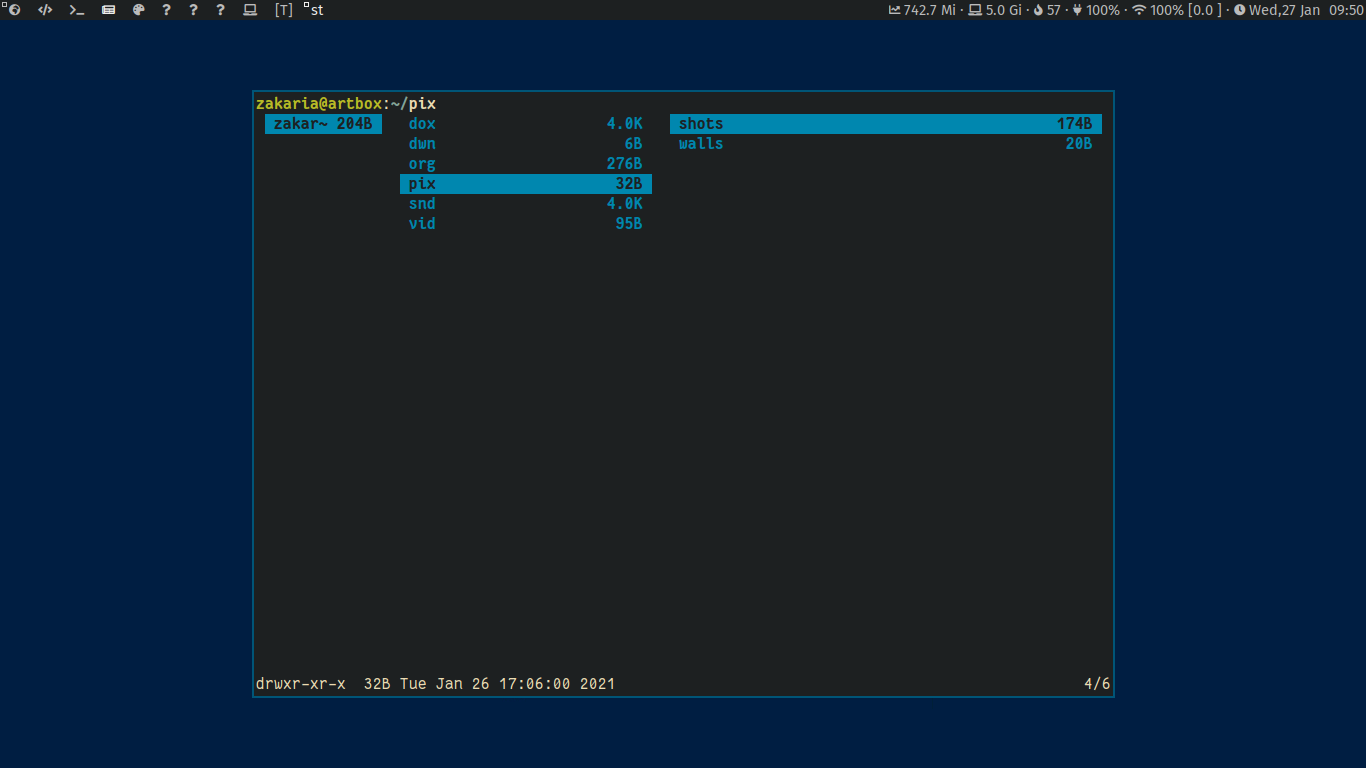 </> >_ ? ? ? [T] st 742.7 Mi · 5.0 Gi · 57 · 100% · 100% [0.0 ] · Wed,27 Jan 09:50
zakaria@artbox:~/pix
zakar~ 204B dox 4.0K shots 174B
dwn 6B walls 20B
org 276B
pix 32B
snd 4.0K
vid 95B
drwxr-xr-x 32B Tue Jan 26 17:06:00 2021 4/6